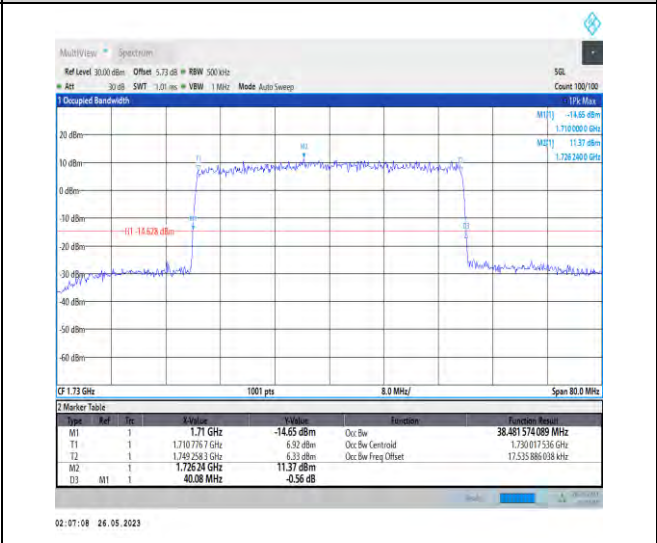 MultiView Spectrum
Ref Level 30.00 dBm Offset 5.73 dB RBW 500 kHz SGL
Att 30 dB SWT 1.01 ms VBW 1 MHz Mode Auto Sweep Count 100/100
1 Occupied Bandwidth 1Pk Max
M1[1] -14.65 dBm
1.710 000 0 GHz
M2[1] 11.37 dBm
1.726 240 0 GHz
20 dBm
M2
10 dBm
T1
0 dBm
-10 dBm
M1
H1 -14.628 dBm
D3
-20 dBm
-30 dBm
-40 dBm
-50 dBm
-60 dBm
CF 1.73 GHz 1001 pts 8.0 MHz/ Span 80.0 MHz
2 Marker Table
Type Ref Trc X-Value Y-Value Function Function Result
M1 1 1.71 GHz -14.65 dBm Occ Bw 38.481 574 089 MHz
T1 1 1.710 776 7 GHz 6.92 dBm Occ Bw Centroid 1.730 017 536 GHz
T2 1 1.749 258 3 GHz 6.33 dBm Occ Bw Freq Offset 17.535 886 038 kHz
M2 1 1.726 24 GHz 11.37 dBm
D3 M1 1 40.08 MHz -0.56 dB
02:07:08 26.05.2023